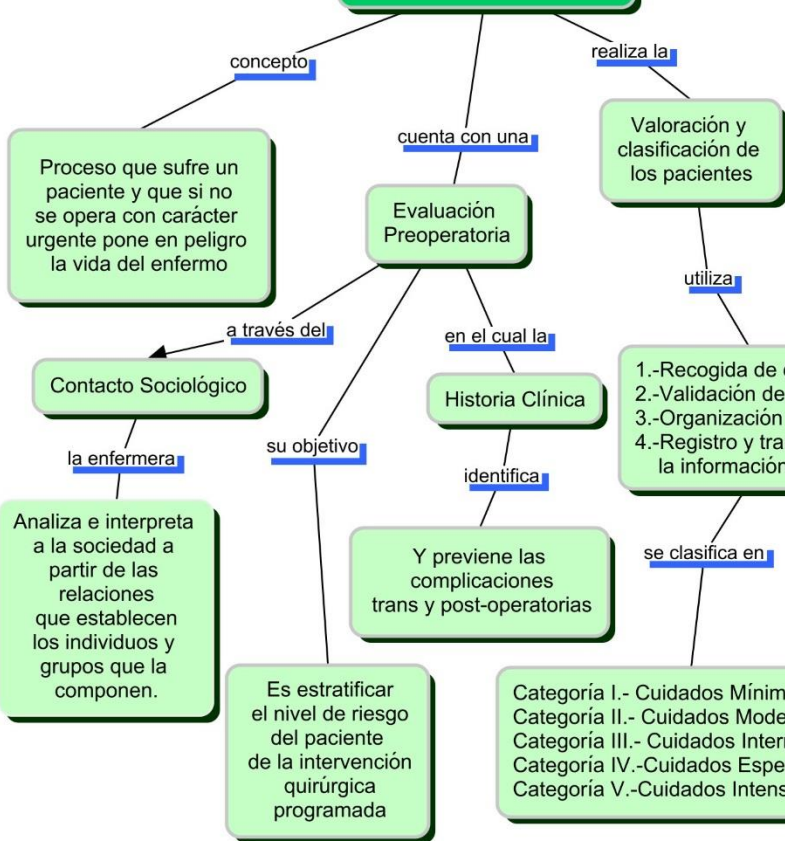 concepto
realiza la
cuenta con una
Proceso que sufre un
paciente y que si no
se opera con carácter
urgente pone en peligro
la vida del enfermo
Evaluación
Preoperatoria
Valoración y
clasificación de
los pacientes
a través del
en el cual la
utiliza
Contacto Sociológico
Historia Clínica
1.-Recogida de
2.-Validación de
3.-Organización
4.-Registro y
la información
la enfermera
su objetivo
identifica
se clasifica en
Analiza e interpreta
a la sociedad a
partir de las
relaciones
que establecen
los individuos y
grupos que la
componen.
Y previene las
complicaciones
trans y post-operatorias
Es estratificar
el nivel de riesgo
del paciente
de la intervención
quirúrgica
programada
Categoría I.- Cuidados
Categoría II.- Cuidados
Categoría III.- Cuidados
Categoría IV.-Cuidados
Categoría V.-Cuidados